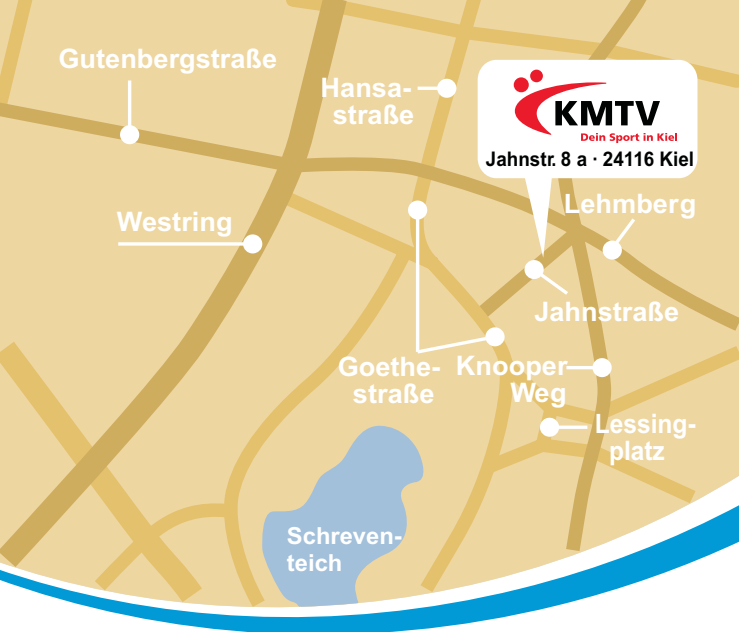 Gutenbergstraße
Hansa-
straße
KMTV
Dein Sport in Kiel
Jahnstr. 8 a · 24116 Kiel
Westring
Lehmberg
Jahnstraße
Goethe-
straße
Knooper
Weg
Lessing-
platz
Schreven-
teich